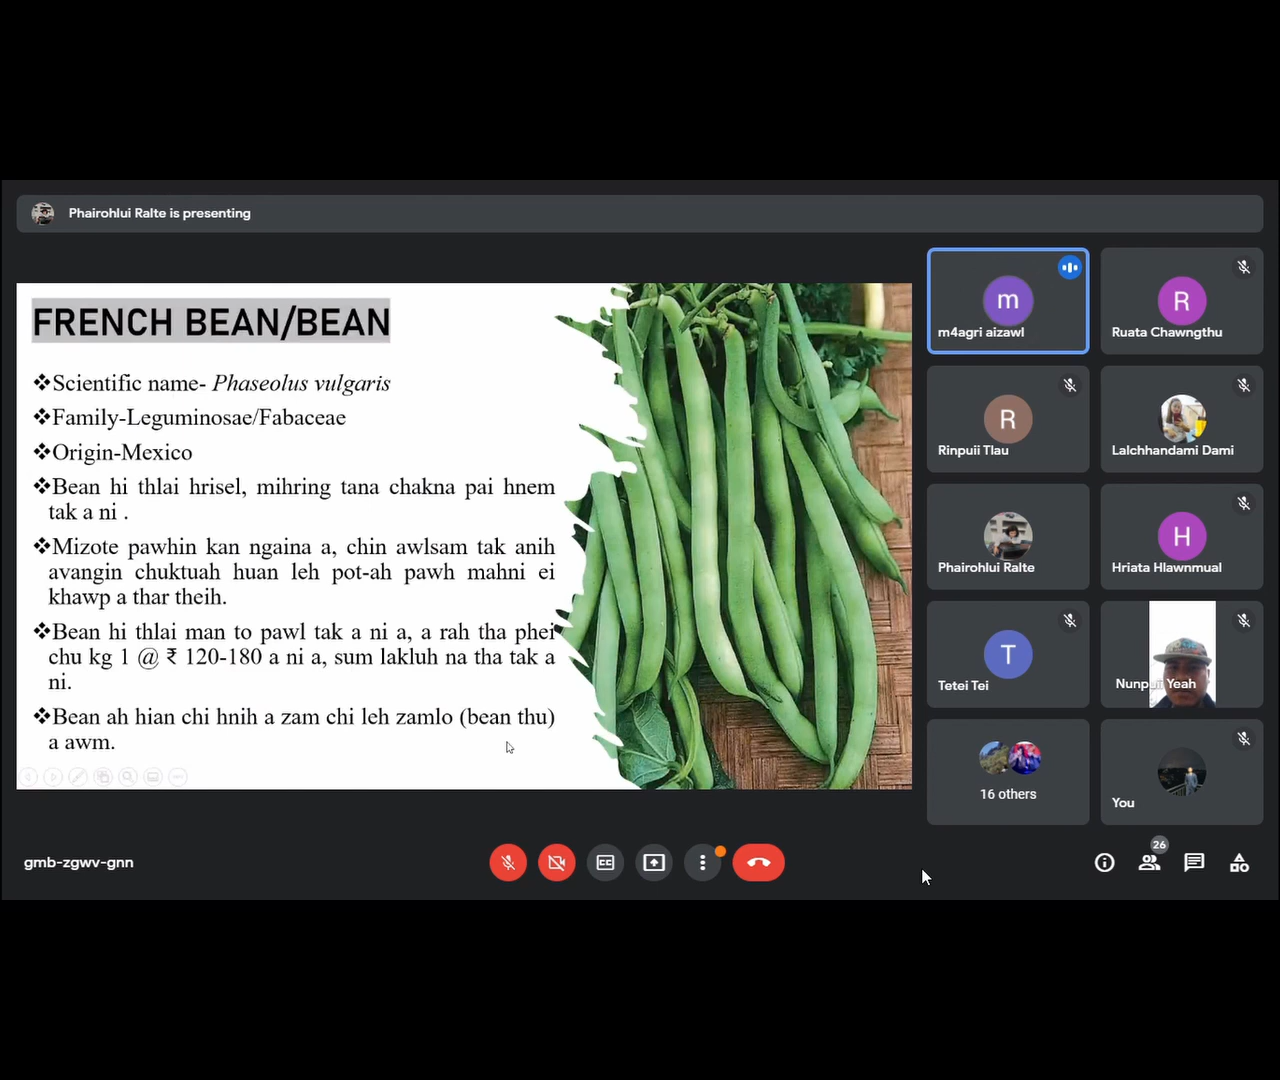 Phairohlui Ralte is presenting
FRENCH BEAN/BEAN
❖Scientific name- Phaseolus vulgaris
❖Family-Leguminosae/Fabaceae
❖Origin-Mexico
❖Bean hi thlai hrisel, mihring tana chakna pai hnem
tak a ni .
❖Mizote pawhin kan ngaina a, chin awlsam tak anih
avangin chuktuah huan leh pot-ah pawh mahni ei
khawp a thar theih.
❖Bean hi thlai man to pawl tak a ni a, a rah tha phei
chu kg 1 @ ₹ 120-180 a ni a, sum lakluh na tha tak a
ni.
❖Bean ah hian chi hnih a zam chi leh zamlo (bean thu)
a awm.
m
m4agri aizawl
R
Ruata Chawngthu
R
Rinpuii Tlau
Lalchhandami Dami
Phairohlui Ralte
H
Hriata Hlawnmual
T
Tetei Tei
Nunpuii Yeah
16 others
You
gmb-zgwv-gnn
CC
26